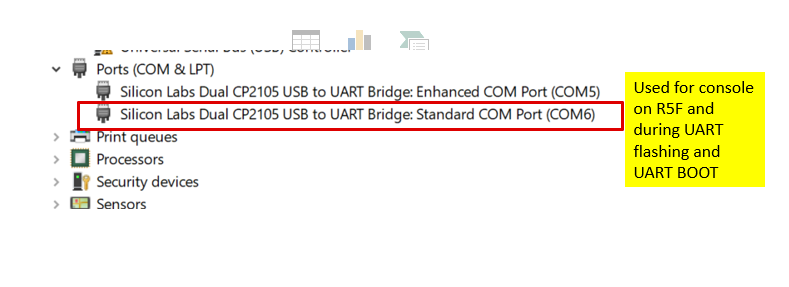 Universal Serial Bus (USB) Controller
Ports (COM & LPT)
Silicon Labs Dual CP2105 USB to UART Bridge: Enhanced COM Port (COM5)
Silicon Labs Dual CP2105 USB to UART Bridge: Standard COM Port (COM6)
Print queues
Processors
Security devices
Sensors
Used for console
on R5F and
during UART
flashing and
UART BOOT